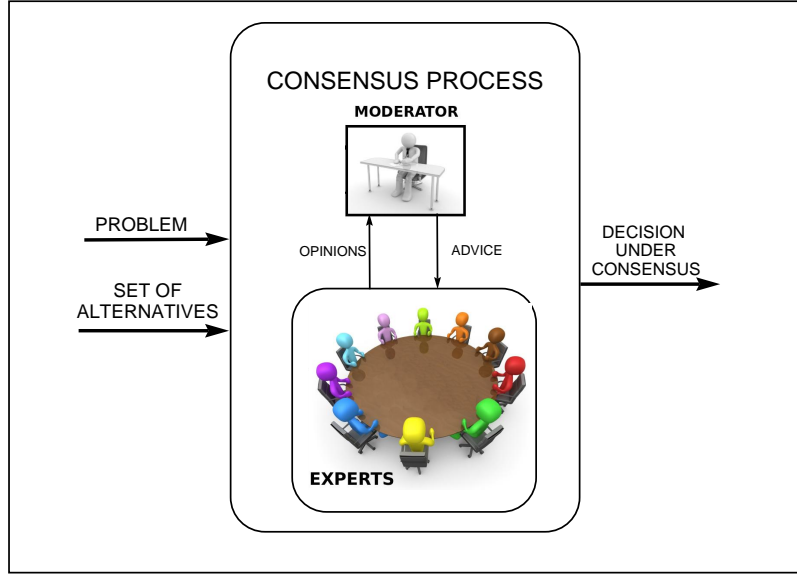 CONSENSUS PROCESS
MODERATOR
PROBLEM
SET OF
ALTERNATIVES
OPINIONS
ADVICE
DECISION
UNDER
CONSENSUS
EXPERTS